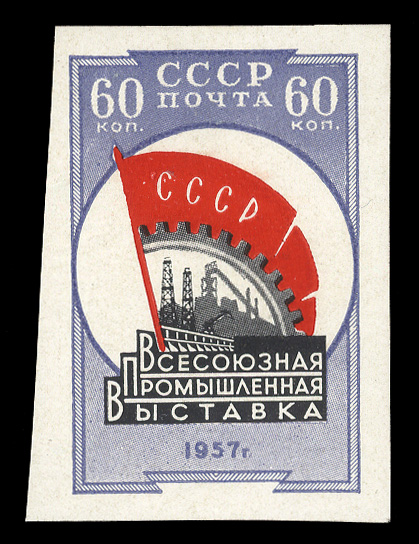 СССР
ПОЧТА
60 КОП.
60 КОП.
СССР
ВСЕСОЮЗНАЯ
ПРОМЫШЛЕННАЯ
ВЫСТАВКА
1957г.